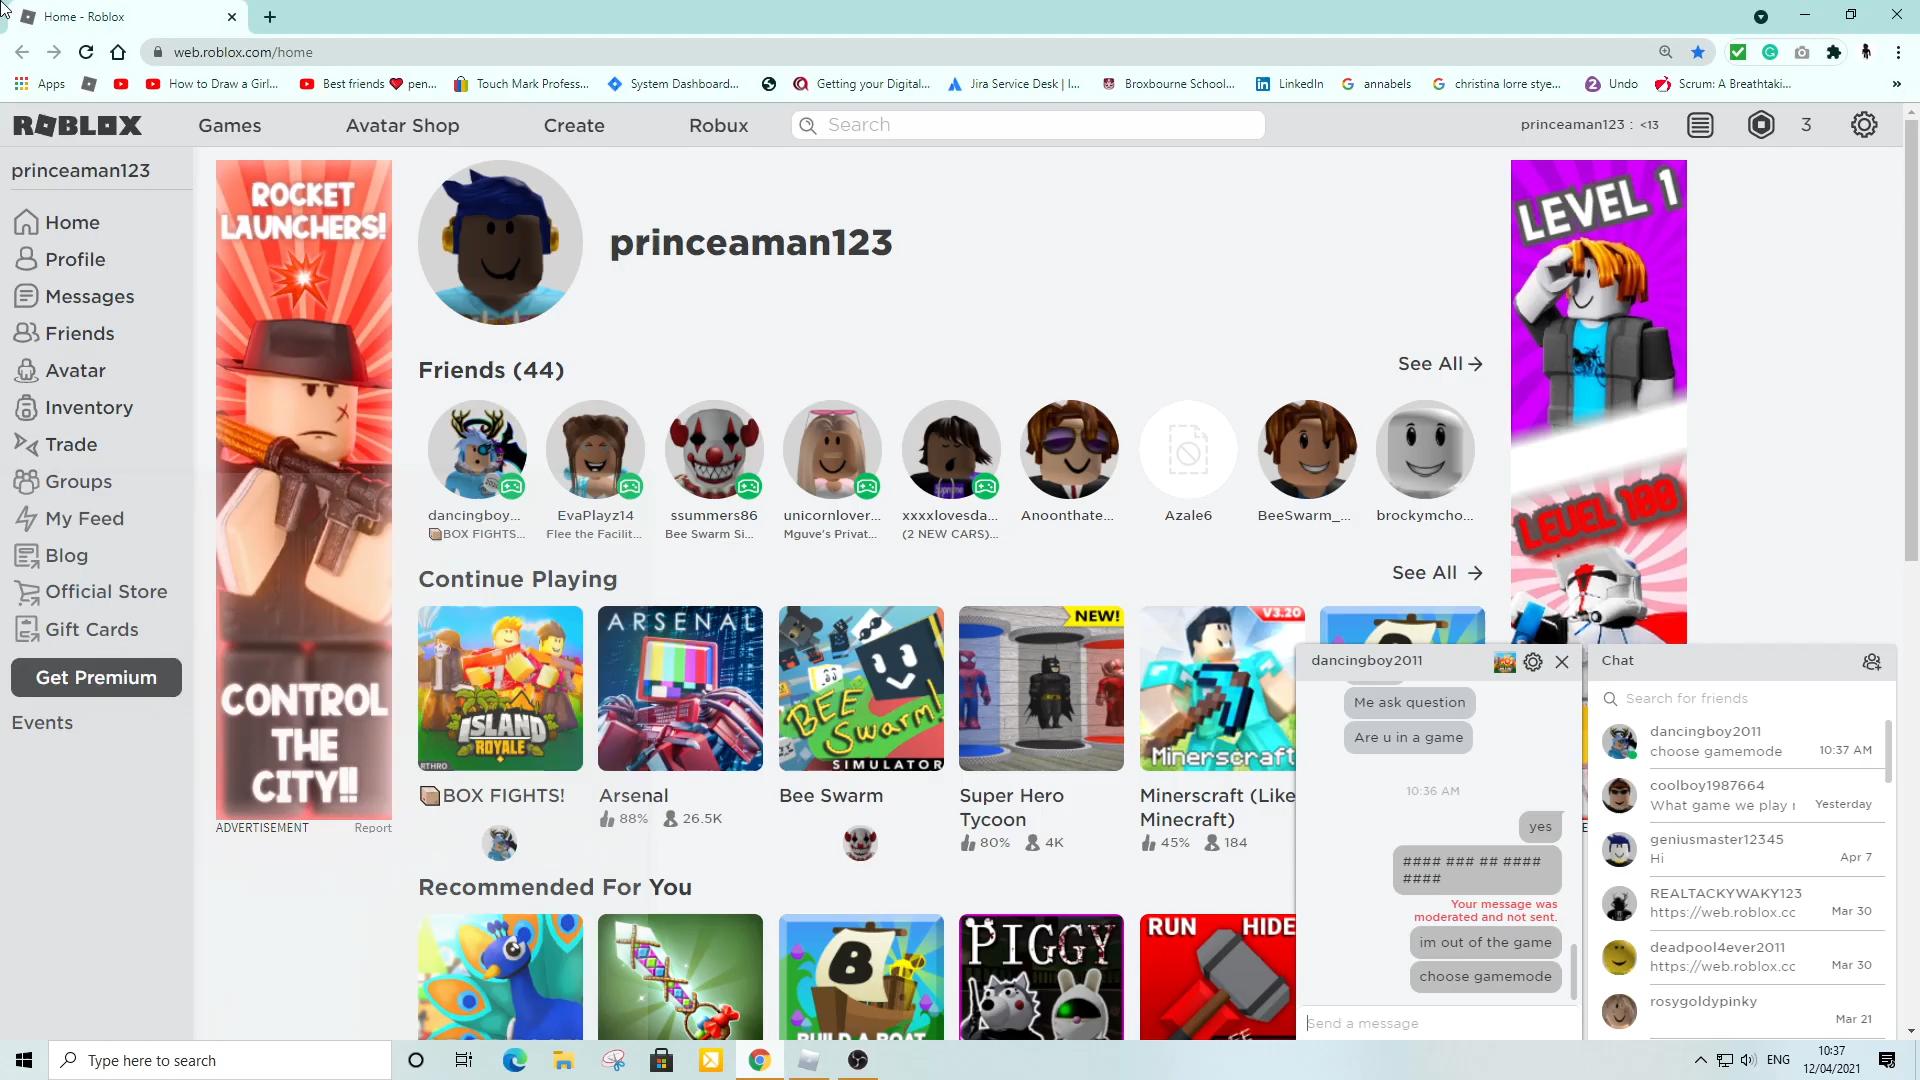 Home - Roblox
web.roblox.com/home
Apps
How to Draw a Girl...
Best friends ❤ pen...
Touch Mark Profess...
System Dashboard...
Getting your Digital...
Jira Service Desk | I...
Broxbourne School...
LinkedIn
annabels
christina lorre stye...
Undo
Scrum: A Breathtaki...
»
ROBLOX
Games
Avatar Shop
Create
Robux
Search
princeaman123 : <13
3
princeaman123
Home
Profile
Messages
Friends
Avatar
Inventory
Trade
Groups
My Feed
Blog
Official Store
Gift Cards
Get Premium
Events
ROCKET
LAUNCHERS!
CONTROL
THE
CITY!!
ADVERTISEMENT
Report
princeaman123
Friends (44)
See All
dancingboy...
BOX FIGHTS...
EvaPlayz14
Flee the Facilit...
ssummers86
Bee Swarm Si...
unicornlover...
Mguve's Privat...
xxxxlovesda...
(2 NEW CARS)...
Anoonthate...
Azale6
BeeSwarm_...
brockymcho...
Continue Playing
See All
ISLAND
ROYALE
RTHRO
BOX FIGHTS!
ARSENAL
Arsenal
88% 26.5K
BEE
Swarm!
SIMULATOR
Bee Swarm
NEW!
Super Hero
Tycoon
80% 4K
V3.20
Minerscraft
Minerscraft (Like
Minecraft)
45% 184
Recommended For You
B
BUILD A BOAT
PIGGY
RUN HIDE
LEVEL 1
LEVEL 100
dancingboy2011
Me ask question
Are u in a game
10:36 AM
yes
#### ### ## ####
####
Your message was
moderated and not sent.
im out of the game
choose gamemode
Send a message
Chat
Search for friends
dancingboy2011
choose gamemode
10:37 AM
coolboy1987664
What game we play
Yesterday
geniusmaster12345
Hi
Apr 7
REALTACKYWAKY123
https://web.roblox.cc
Mar 30
deadpool4ever2011
https://web.roblox.cc
Mar 30
rosygoldypinky
Mar 21
Type here to search
ENG
10:37
12/04/2021